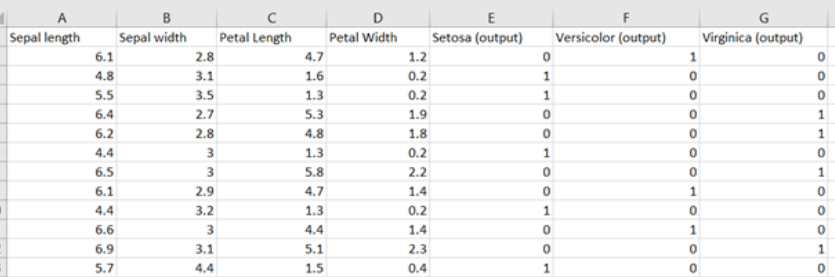 A B C D E F G
Sepal length Sepal width Petal Length Petal Width Setosa (output) Versicolor (output) Virginica (output)
6.1 2.8 4.7 1.2 0 1 0
4.8 3.1 1.6 0.2 1 0 0
5.5 3.5 1.3 0.2 1 0 0
6.4 2.7 5.3 1.9 0 0 1
6.2 2.8 4.8 1.8 0 0 1
4.4 3 1.3 0.2 1 0 0
6.5 3 5.8 2.2 0 0 1
6.1 2.9 4.7 1.4 0 1 0
4.4 3.2 1.3 0.2 1 0 0
6.6 3 4.4 1.4 0 1 0
6.9 3.1 5.1 2.3 0 0 1
5.7 4.4 1.5 0.4 1 0 0